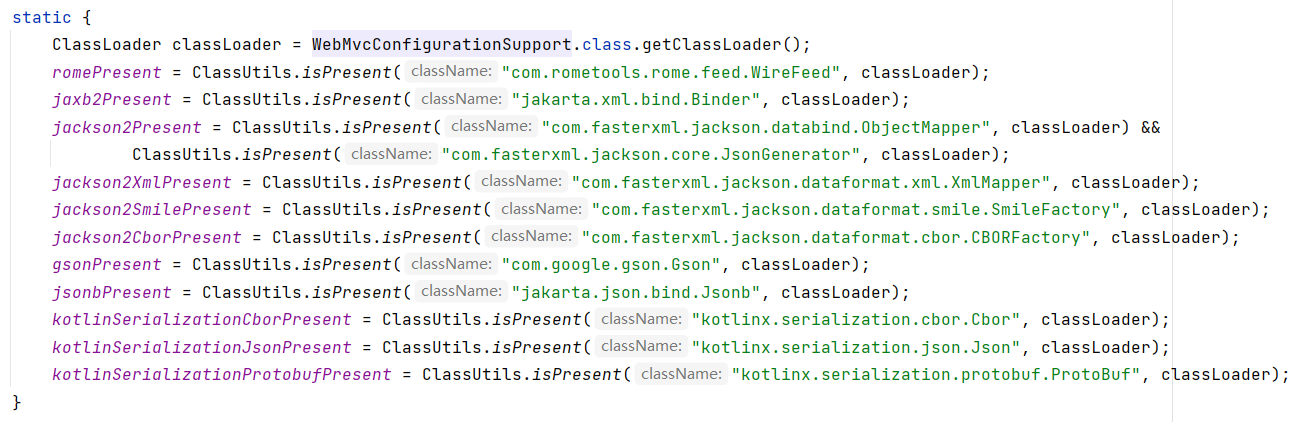 static {
ClassLoader classLoader = WebMvcConfigurationSupport.class.getClassLoader();
romePresent = ClassUtils.isPresent( className: "com.rometools.rome.feed.WireFeed", classLoader);
jaxb2Present = ClassUtils.isPresent( className: "jakarta.xml.bind.Binder", classLoader);
jackson2Present = ClassUtils.isPresent( className: "com.fasterxml.jackson.databind.ObjectMapper", classLoader) &&
ClassUtils.isPresent( className: "com.fasterxml.jackson.core.JsonGenerator", classLoader);
jackson2XmlPresent = ClassUtils.isPresent( className: "com.fasterxml.jackson.dataformat.xml.XmlMapper", classLoader);
jackson2SmilePresent = ClassUtils.isPresent( className: "com.fasterxml.jackson.dataformat.smile.SmileFactory", classLoader);
jackson2CborPresent = ClassUtils.isPresent( className: "com.fasterxml.jackson.dataformat.cbor.CBORFactory", classLoader);
gsonPresent = ClassUtils.isPresent( className: "com.google.gson.Gson", classLoader);
jsonbPresent = ClassUtils.isPresent( className: "jakarta.json.bind.Jsonb", classLoader);
kotlinSerializationCborPresent = ClassUtils.isPresent( className: "kotlinx.serialization.cbor.Cbor", classLoader);
kotlinSerializationJsonPresent = ClassUtils.isPresent( className: "kotlinx.serialization.json.Json", classLoader);
kotlinSerializationProtobufPresent = ClassUtils.isPresent( className: "kotlinx.serialization.protobuf.ProtoBuf", classLoader);
}